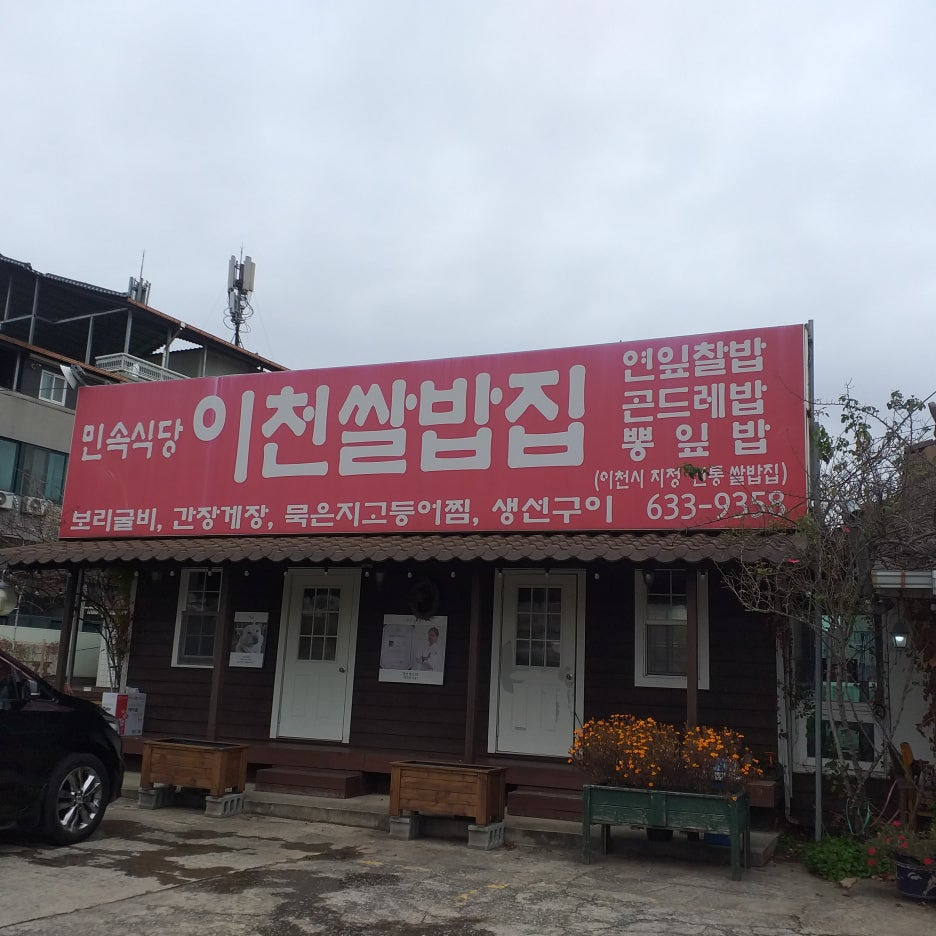 민속식당 이천쌀밥집
연잎찰밥
곤드레밥
뽕잎밥
(이천시 지정 전통 쌀밥집)
보리굴비, 간장게장, 묵은지고등어찜, 생선구이 633-9358